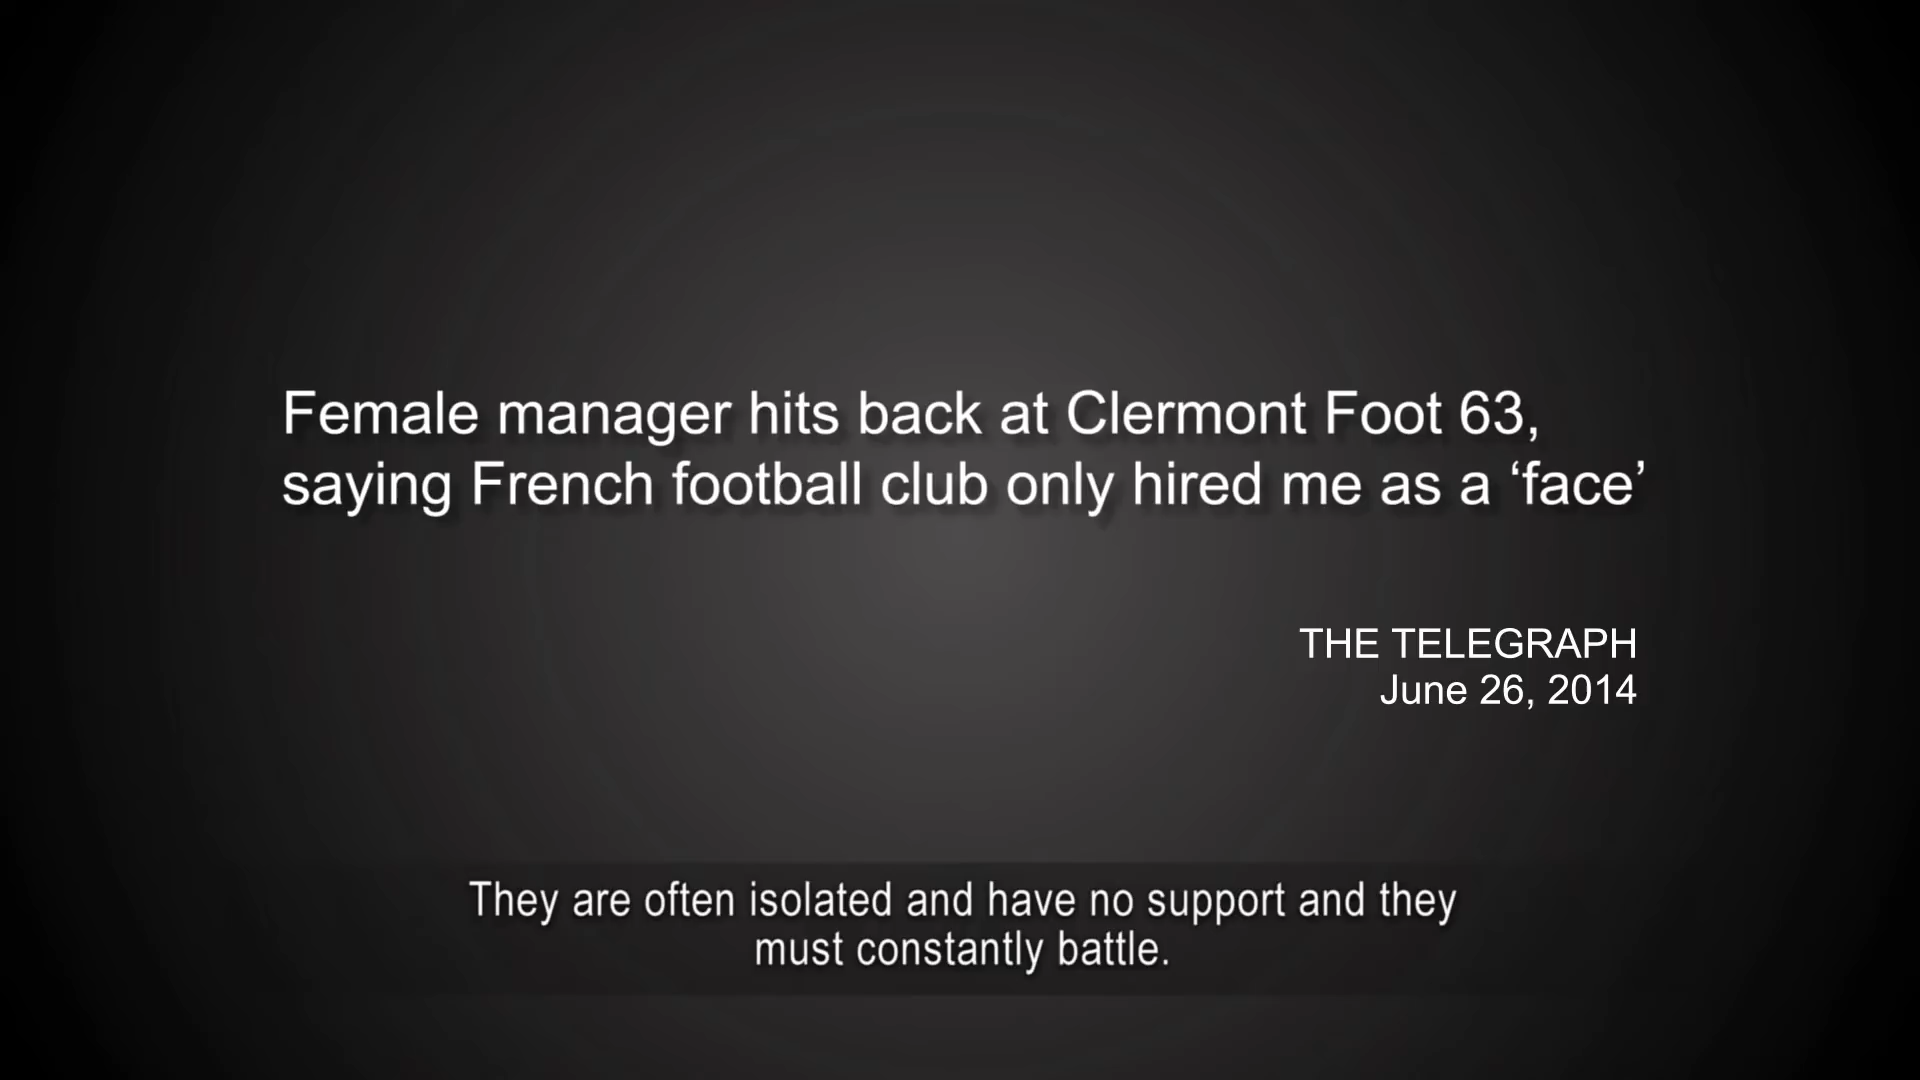 Female manager hits back at Clermont Foot 63,
saying French football club only hired me as a ‘face’
THE TELEGRAPH
June 26, 2014
They are often isolated and have no support and they
must constantly battle.